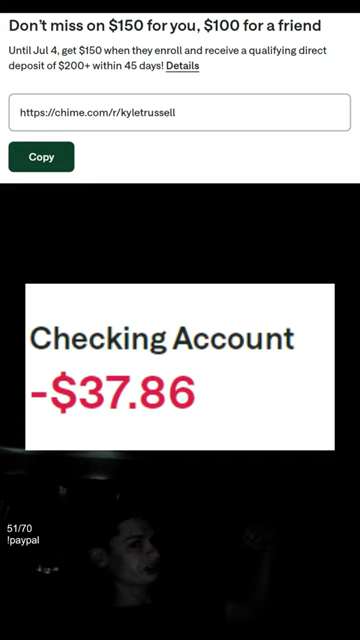 Don't miss on $150 for you, $100 for a friend
Until Jul 4, get $150 when they enroll and receive a qualifying direct
deposit of $200+ within 45 days! Details
https://chime.com/r/kyletrussell
Copy
Checking Account
-$37.86
51/70
!paypal